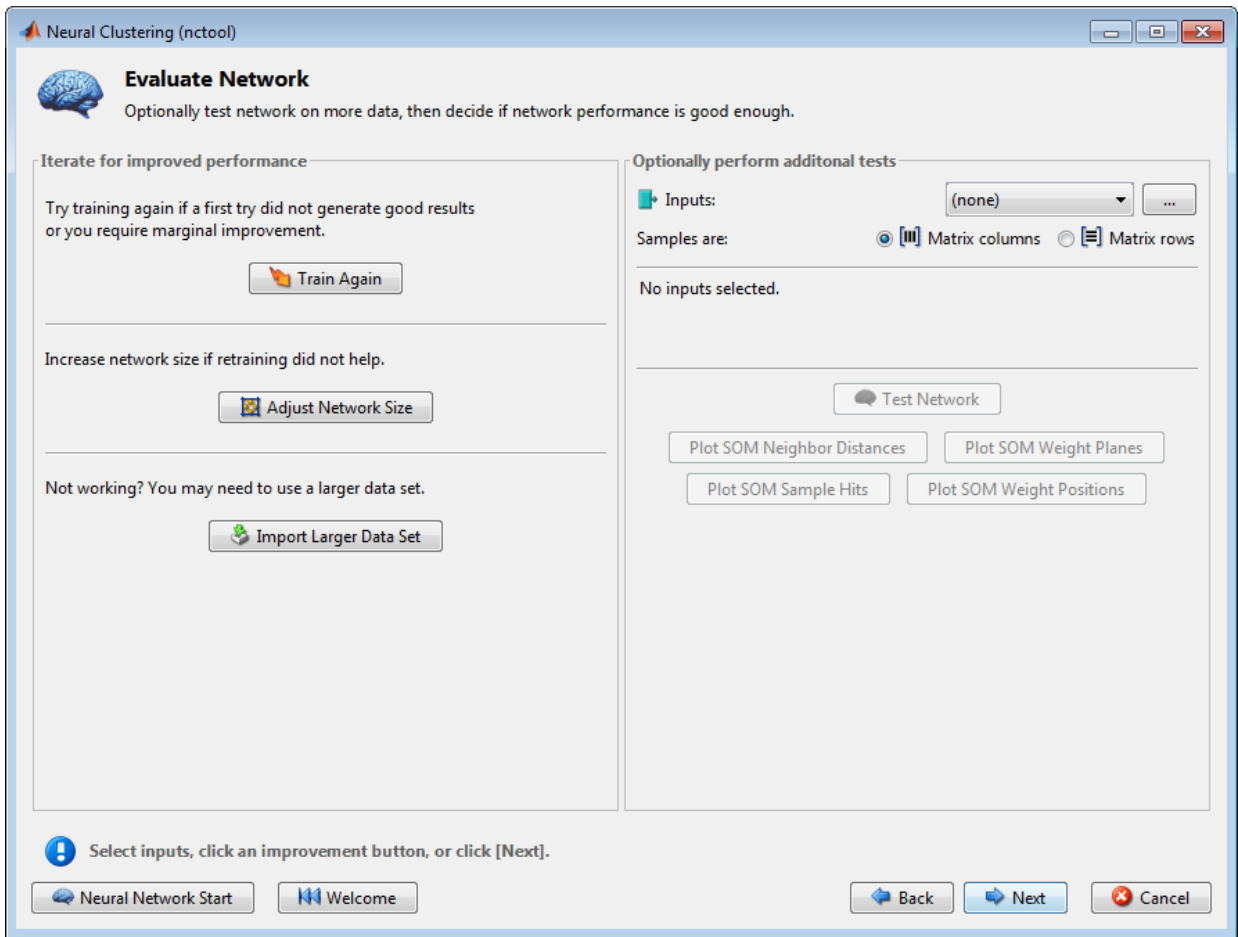 Neural Clustering (nctool)
Evaluate Network
Optionally test network on more data, then decide if network performance is good enough.
Iterate for improved performance
Try training again if a first try did not generate good results
or you require marginal improvement.
Train Again
Increase network size if retraining did not help.
Adjust Network Size
Not working? You may need to use a larger data set.
Import Larger Data Set
Optionally perform additonal tests
Inputs: (none) ...
Samples are: Matrix columns Matrix rows
No inputs selected.
Test Network
Plot SOM Neighbor Distances Plot SOM Weight Planes
Plot SOM Sample Hits Plot SOM Weight Positions
Select inputs, click an improvement button, or click [Next].
Neural Network Start Welcome Back Next Cancel